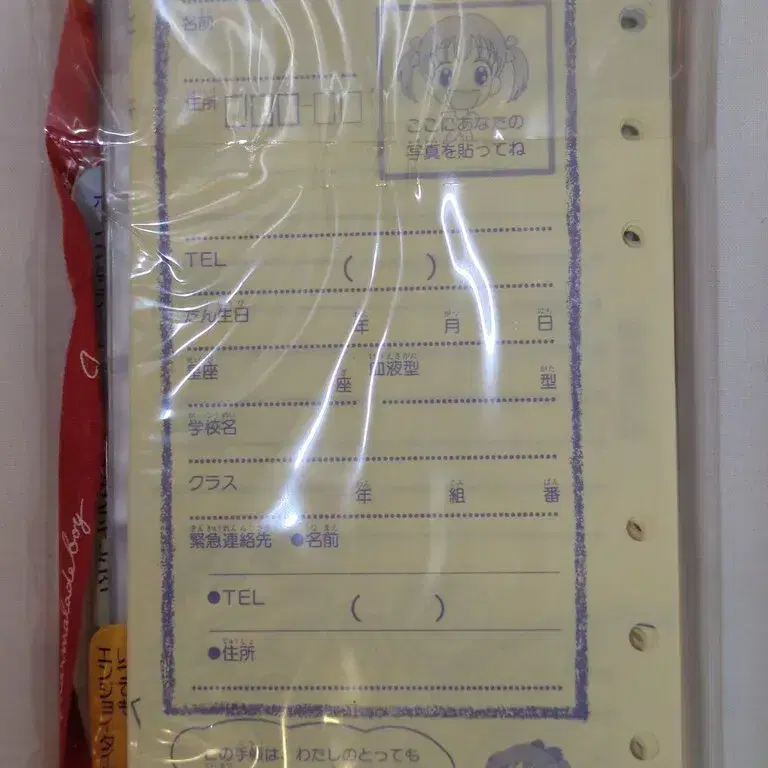 名前
住所
ここにあなたの
写真を貼ってね
TEL ( )
たん生日 年 月 日
星座 座 血液型 型
学校名
クラス 年 組 番
緊急連絡先 ●名前
●TEL ( )
●住所
この手帳は、わたしのとっても
marmalade boy